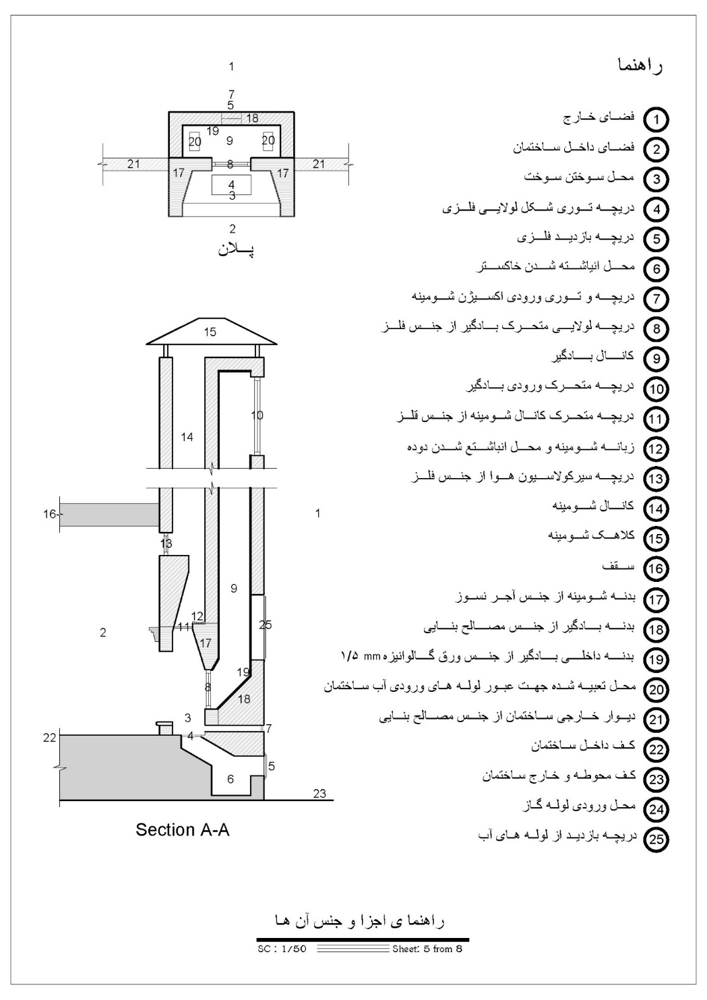 راهنما
1 فضای خارج
2 فضای داخل ساختمان
3 محل سوختن سوخت
4 دریچه توری شکل لولایی فلزی
5 دریچه بازدید فلزی
6 محل انباشته شدن خاکستر
7 دریچه و توری ورودی اکسیژن شومینه
8 دریچه لولایی متحرک بادگیر از جنس فلز
9 کانال بادگیر
10 دریچه متحرک ورودی بادگیر
11 دریچه متحرک کانال شومینه از جنس قلز
12 زبانه شومینه و محل انباشتع شدن دوده
13 دریچه سیرکولاسیون هوا از جنس فلز
14 کانال شومینه
15 کلاهک شومینه
16 سقف
17 بدنه شومینه از جنس آجر نسوز
18 بدنه بادگیر از جنس مصالح بنایی
19 بدنه داخلی بادگیر از جنس ورق گالوانیزه ۱/۵ mm
20 محل تعبیه شده جهت عبور لوله های ورودی آب ساختمان
21 دیوار خارجی ساختمان از جنس مصالح بنایی
22 کف داخل ساختمان
23 کف محوطه و خارج ساختمان
24 محل ورودی لوله گاز
25 دریچه بازدید از لوله های آب
1
7
5
18
19
20 9 20
21 8 21
17 17
4
3
2
پلان
15
10
14
16
1
13
9
12
25
11
2
17
19
8
18
3
7
22 4
5
6
23
Section A-A
راهنما ی اجزا و جنس آن ها
SC : 1/50 Sheet: 5 from 8